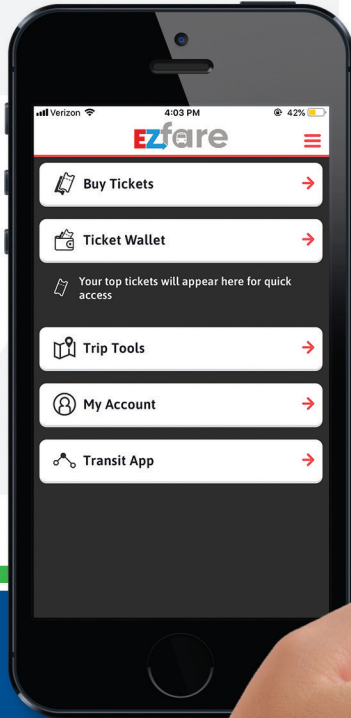 Verizon 4:03 PM 42%
EZfare
Buy Tickets
Ticket Wallet
Your top tickets will appear here for quick
access
Trip Tools
My Account
Transit App